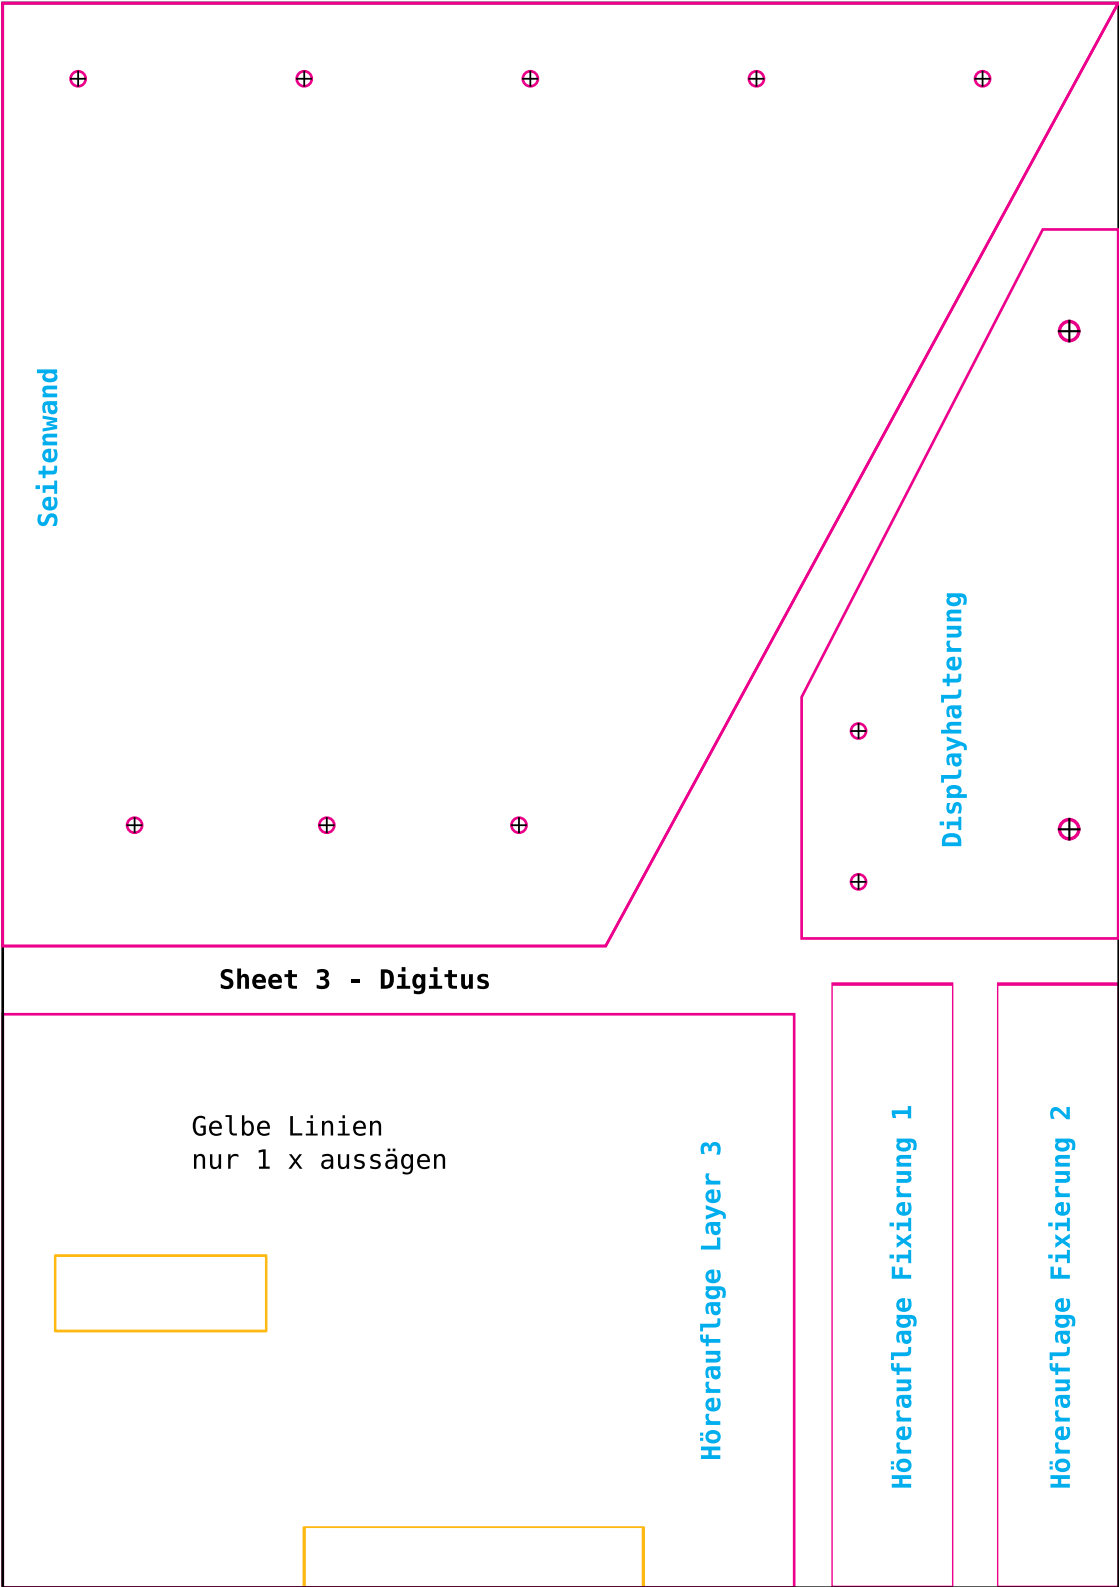 Seitenwand
Displayhalterung
Sheet 3 - Digitus
Gelbe Linien
nur 1 x aussägen
Hörerauflage Layer 3
Hörerauflage Fixierung 1
Hörerauflage Fixierung 2